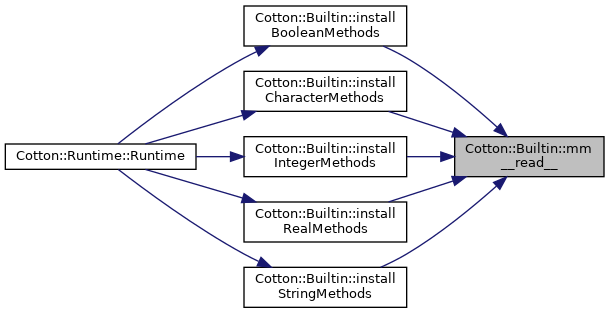 Cotton::Builtin::install
BooleanMethods
Cotton::Builtin::install
CharacterMethods
Cotton::Runtime::Runtime
Cotton::Builtin::install
IntegerMethods
Cotton::Builtin::mm
__read__
Cotton::Builtin::install
RealMethods
Cotton::Builtin::install
StringMethods